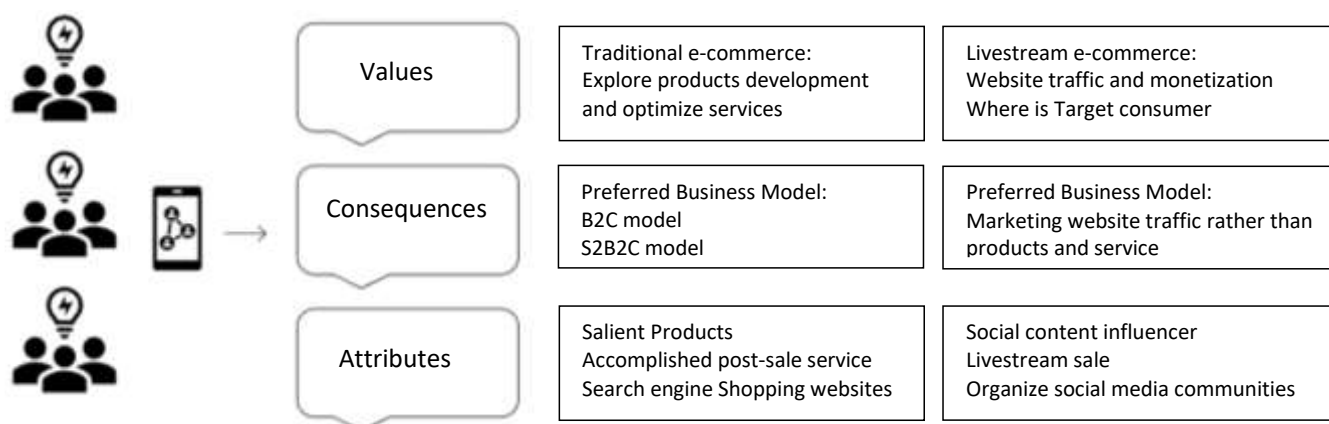 Values
Traditional e-commerce:
Explore products development
and optimize services
Livestream e-commerce:
Website traffic and monetization
Where is Target consumer
Consequences
Preferred Business Model:
B2C model
S2B2C model
Preferred Business Model:
Marketing website traffic rather than
products and service
Attributes
Salient Products
Accomplished post-sale service
Search engine Shopping websites
Social content influencer
Livestream sale
Organize social media communities